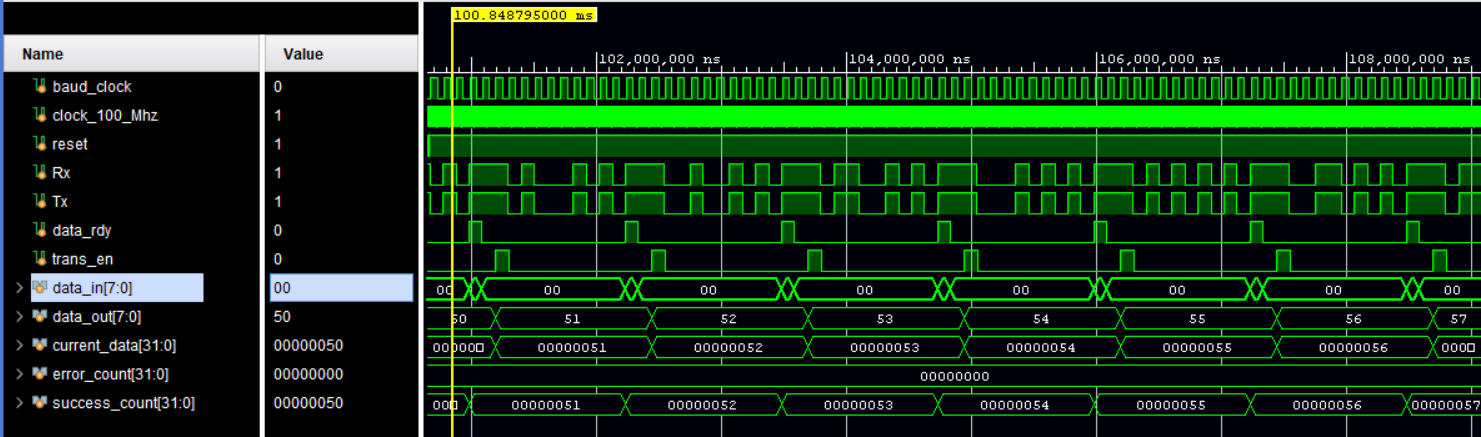 100.848795000 ms
Name Value
102,000,000 ns 104,000,000 ns 106,000,000 ns 108,000,000 ns
baud_clock 0
clock_100_Mhz 1
reset 1
Rx 1
Tx 1
data_rdy 0
trans_en 0
data_in[7:0] 00 00 00 00 00 00 00 00 00
data_out[7:0] 50 50 51 52 53 54 55 56 57
current_data[31:0] 00000050 00000 00000051 00000052 00000053 00000054 00000055 00000056 000
error_count[31:0] 00000000 00000000
success_count[31:0] 00000050 000 00000051 00000052 00000053 00000054 00000055 00000056 00000057